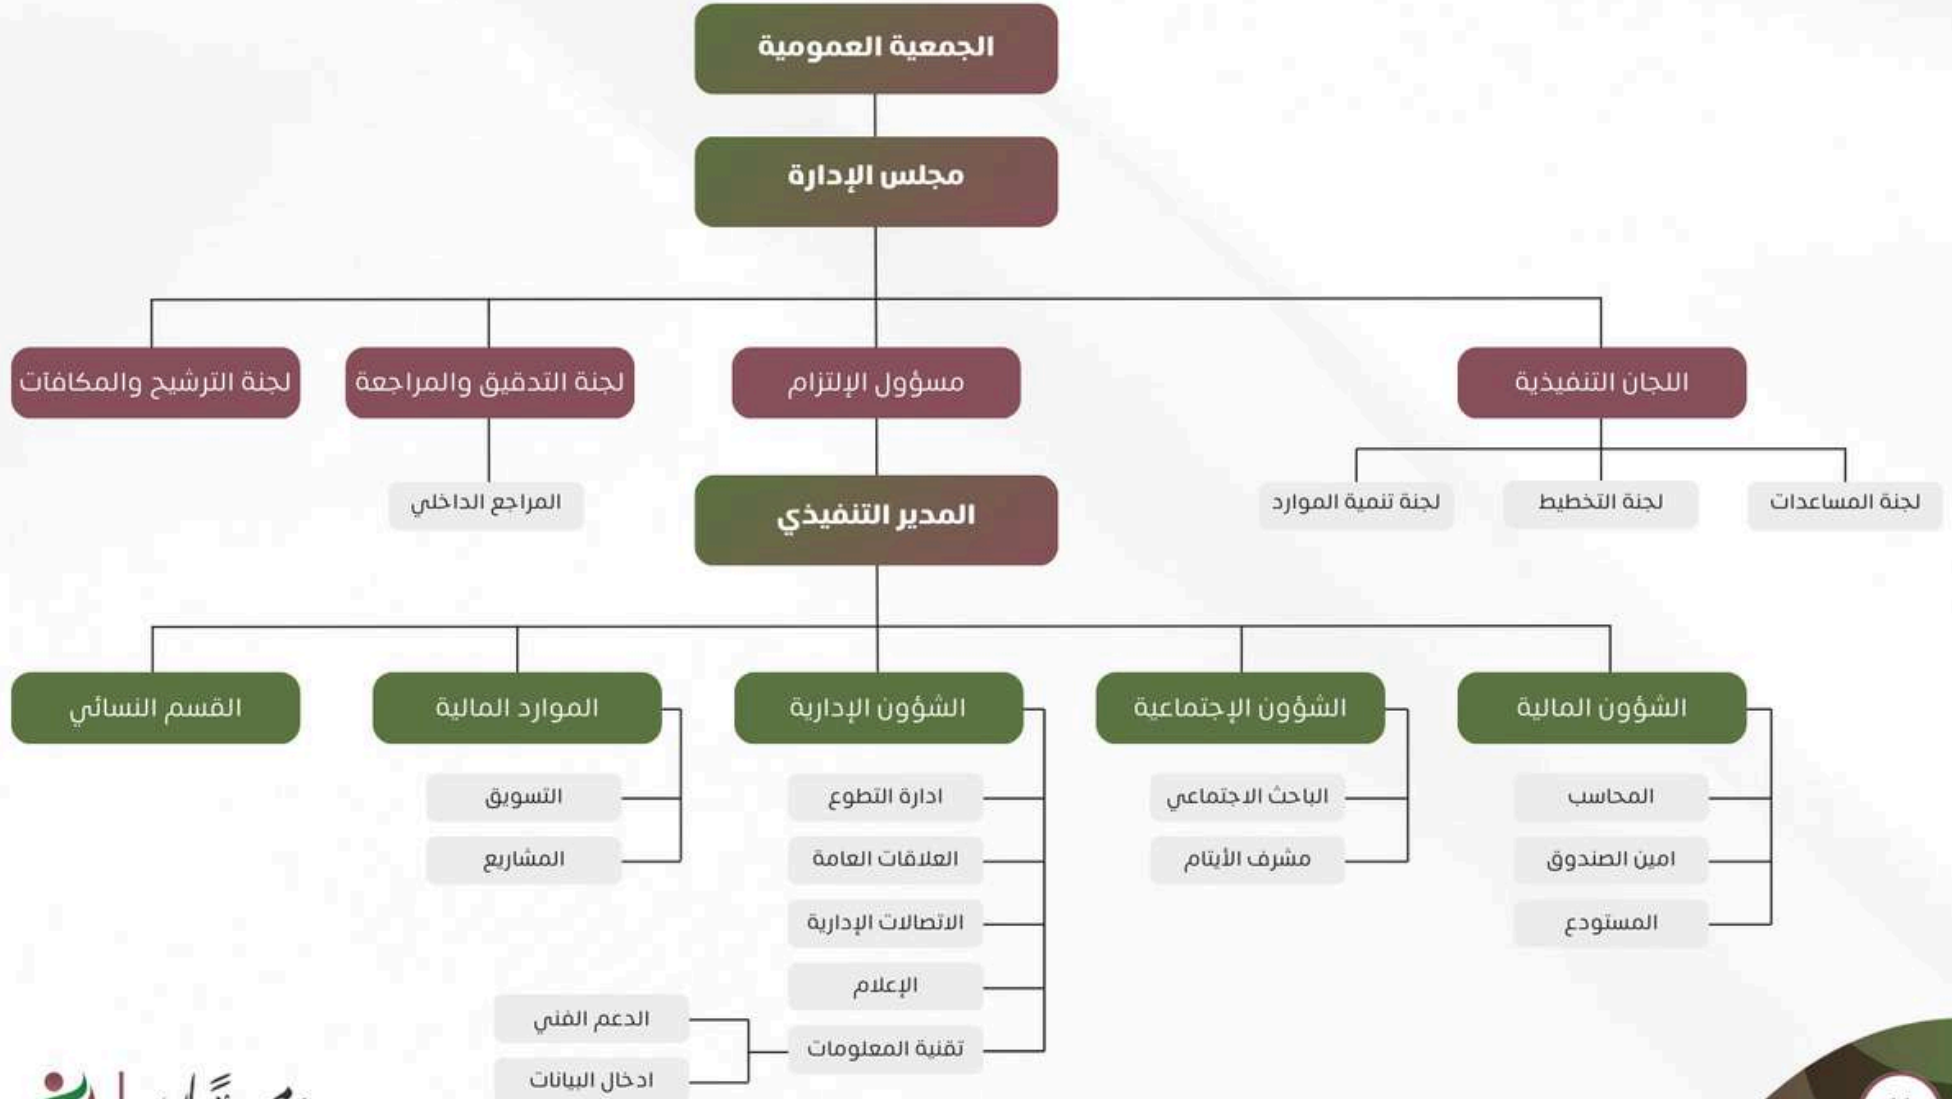 الجمعية العمومية
مجلس الإدارة
اللجان التنفيذية
مسؤول الإلتزام
لجنة التدقيق والمراجعة
لجنة الترشيح والمكافآت
لجنة المساعدات
لجنة التخطيط
لجنة تنمية الموارد
المدير التنفيذي
المراجع الداخلي
الشؤون المالية
الشؤون الإجتماعية
الشؤون الإدارية
الموارد المالية
القسم النسائي
المحاسب
الباحث الاجتماعي
ادارة التطوع
التسويق
امين الصندوق
مشرف الأيتام
العلاقات العامة
المشاريع
المستودع
الاتصالات الإدارية
الإعلام
تقنية المعلومات
الدعم الفني
ادخال البيانات